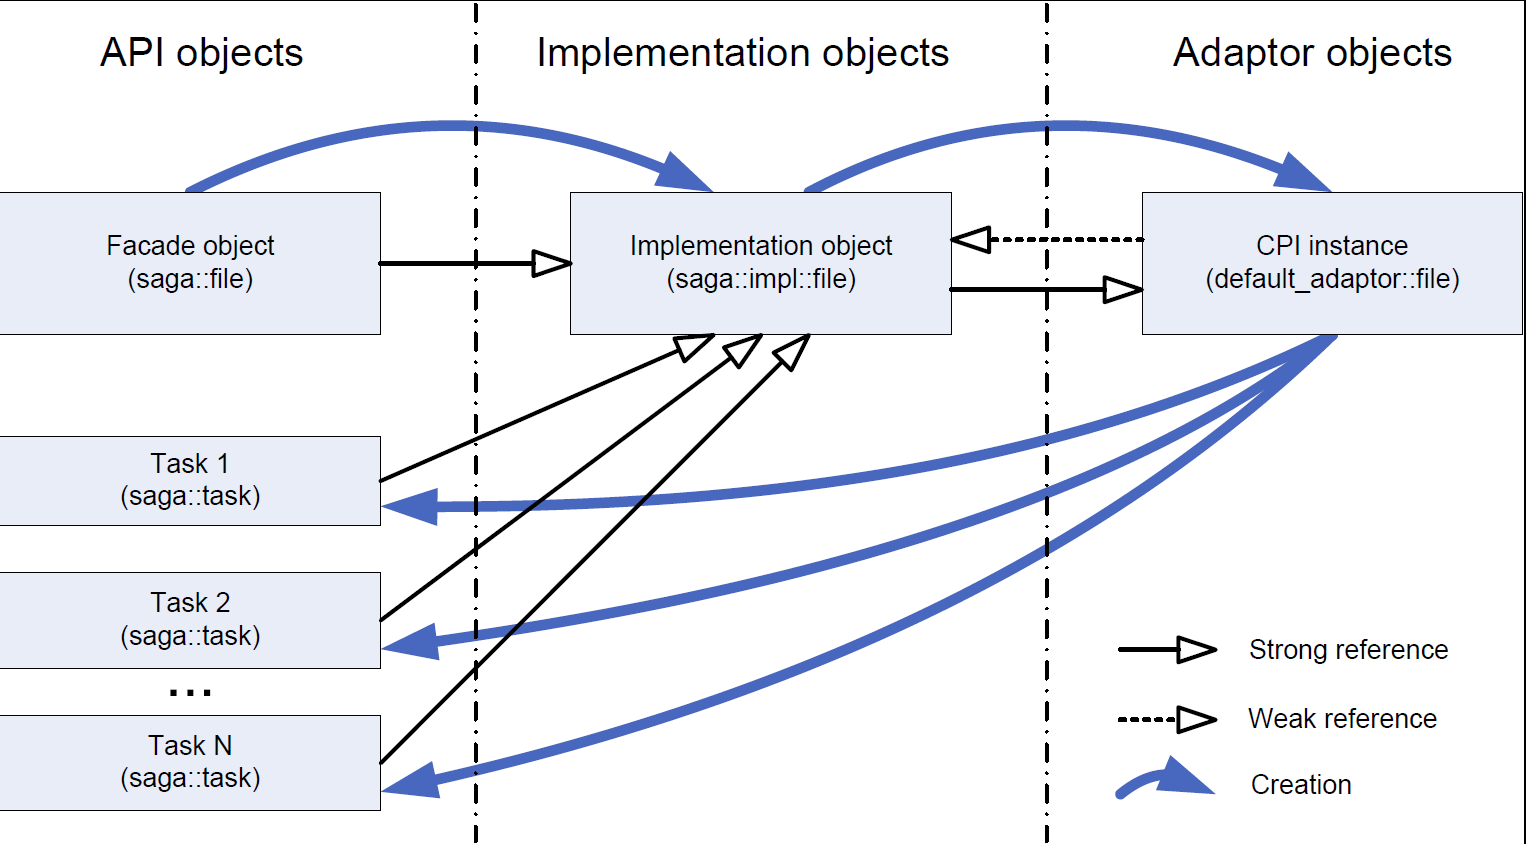 API objects
Implementation objects
Adaptor objects
Facade object
(saga::file)
Implementation object
(saga::impl::file)
CPI instance
(default_adaptor::file)
Task 1
(saga::task)
Task 2
(saga::task)
...
Task N
(saga::task)
Strong reference
Weak reference
Creation